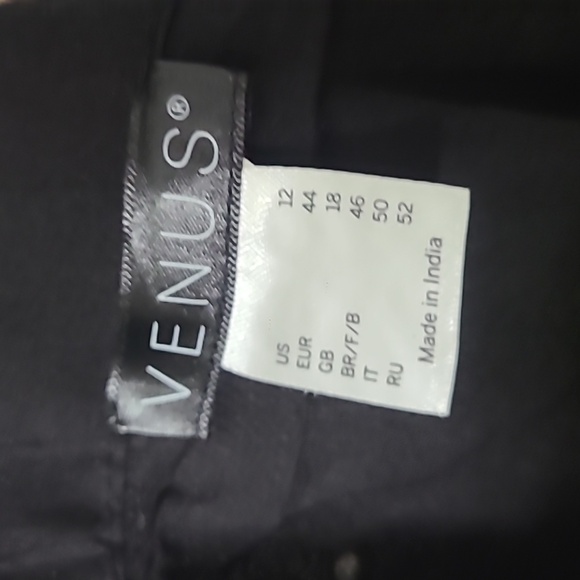 VENUS®
US 12
EUR 44
GB 18
BR/F/B 46
IT 50
RU 52
Made in India